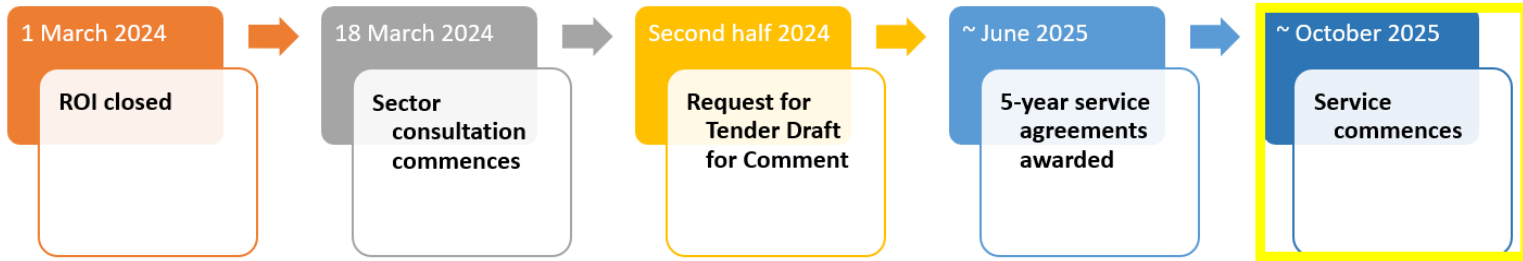 1 March 2024
ROI closed
18 March 2024
Sector
consultation
commences
Second half 2024
Request for
Tender Draft
for Comment
~ June 2025
5-year service
agreements
awarded
~ October 2025
Service
commences